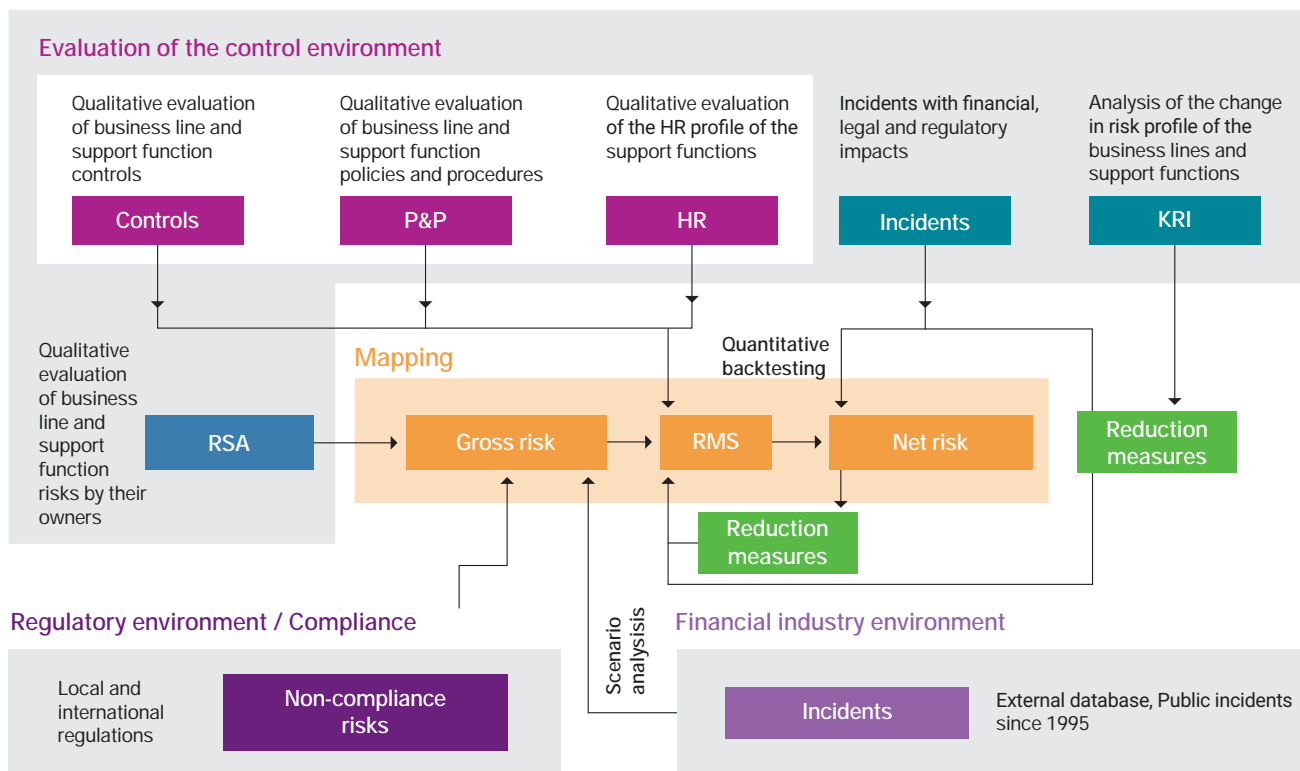 Evaluation of the control environment
Qualitative evaluation
of business line and
support function
controls
Controls
Qualitative evaluation
of business line and
support function
policies and procedures
P&P
Qualitative evaluation
of the HR profile of the
support functions
HR
Incidents with financial,
legal and regulatory
impacts
Incidents
Analysis of the change
in risk profile of the
business lines and
support functions
KRI
Qualitative
evaluation
of business
line and
support
function
risks by their
owners
RSA
Mapping
Quantitative
backtesting
Gross risk
RMS
Net risk
Reduction
measures
Reduction
measures
Regulatory environment / Compliance
Local and
international
regulations
Non-compliance
risks
Scenario
analysisis
Financial industry environment
Incidents
External database, Public incidents
since 1995